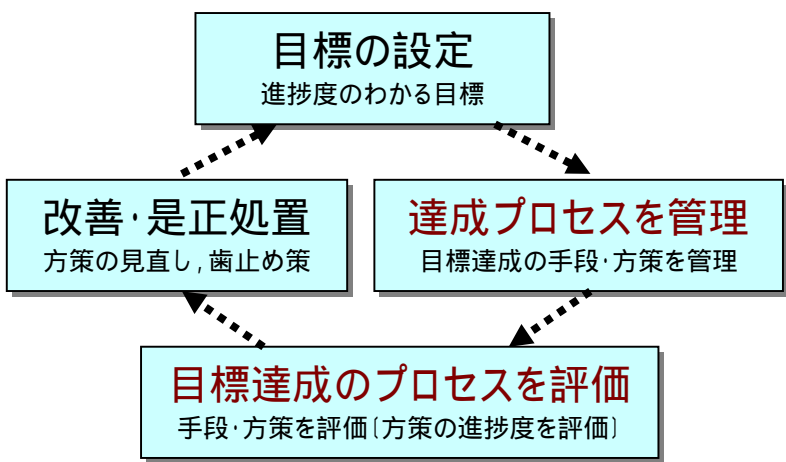 目標の設定
進捗度のわかる目標
改善・是正処置
方策の見直し,歯止め策
達成プロセスを管理
目標達成の手段・方策を管理
目標達成のプロセスを評価
手段・方策を評価(方策の進捗度を評価)